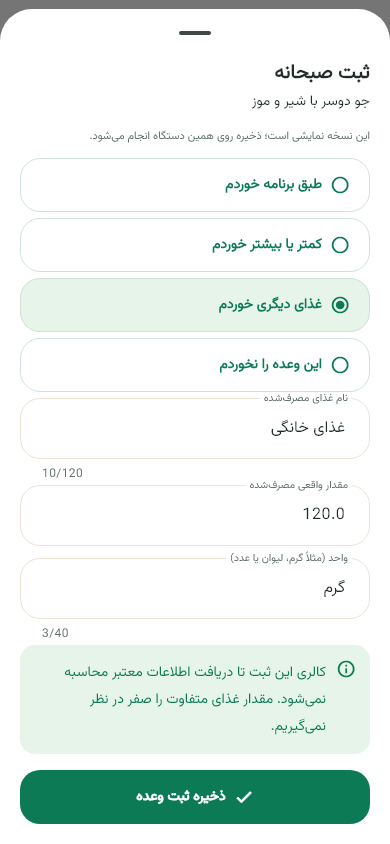 ثبت صبحانه
جو دوسر با شیر و موز
این نسخه نمایشی است؛ ذخیره روی همین دستگاه انجام می‌شود.
طبق برنامه خوردم
کمتر یا بیشتر خوردم
غذای دیگری خوردم
این وعده را نخوردم
نام غذای مصرف‌شده
غذای خانگی
10/120
مقدار واقعی مصرف‌شده
120.0
واحد (مثلاً گرم، لیوان یا عدد)
گرم
3/40
کالری این ثبت تا دریافت اطلاعات معتبر محاسبه
نمی‌شود. مقدار غذای متفاوت را صفر در نظر
نمی‌گیریم.
ذخیره ثبت وعده